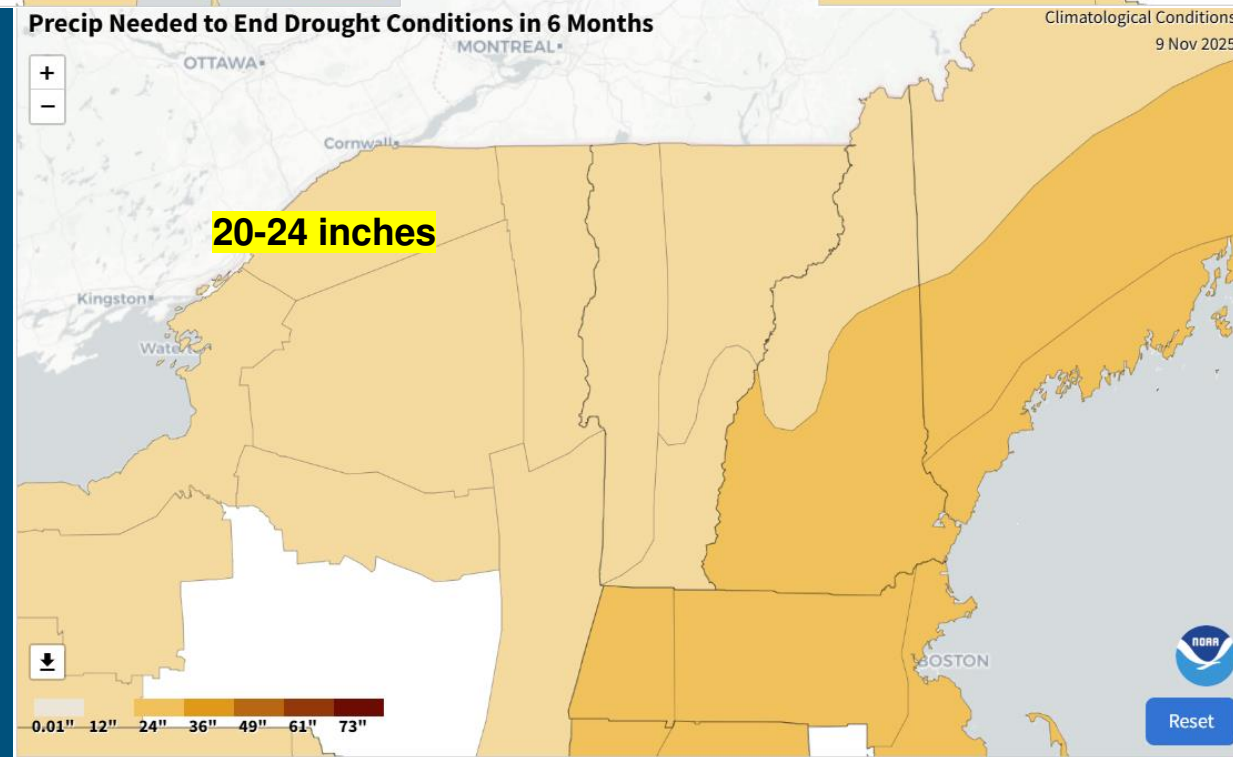 Precip Needed to End Drought Conditions in 6 Months
Climatological Conditions
9 Nov 2025
MONTREAL
OTTAWA
+
−
Cornwall
20-24 inches
Kingston
BOSTON
NOAA
0.01" 12" 24" 36" 49" 61" 73"
Reset